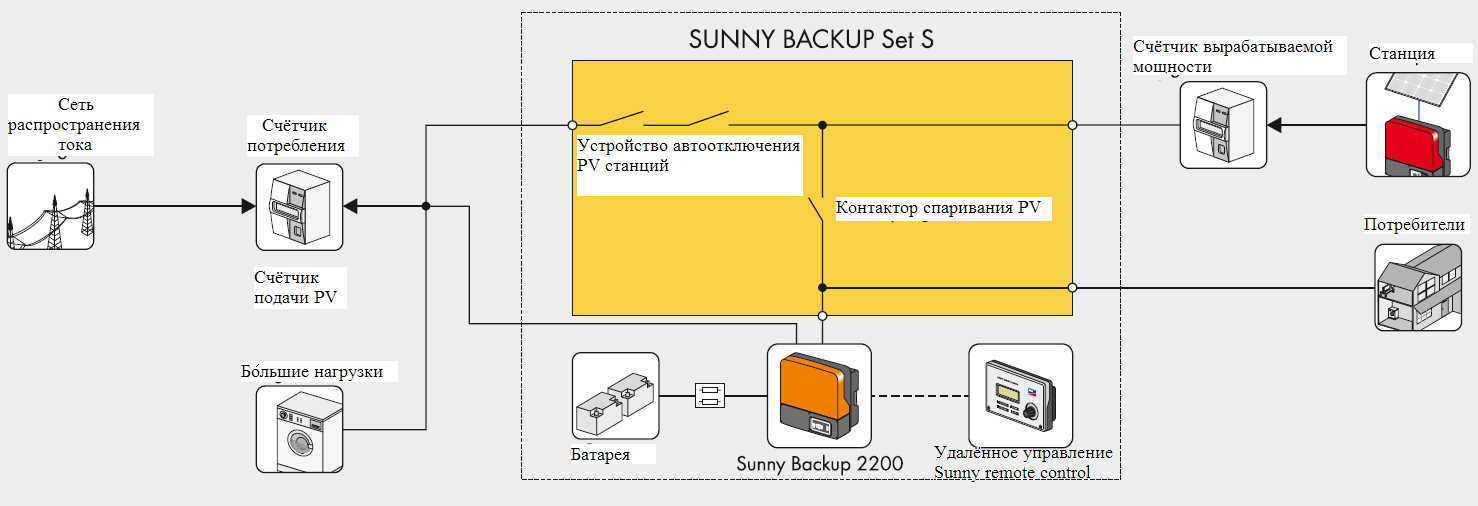 SUNNY BACKUP Set S
Счётчик вырабатываемой
мощности
Станция
Сеть
распространения
тока
Счётчик
потребления
Устройство автоотключения
PV станций
Контактор спаривания PV
Потребители
Счётчик
подачи PV
Бо́льшие нагрузки
Батарея
Sunny Backup 2200
Удалённое управление
Sunny remote control